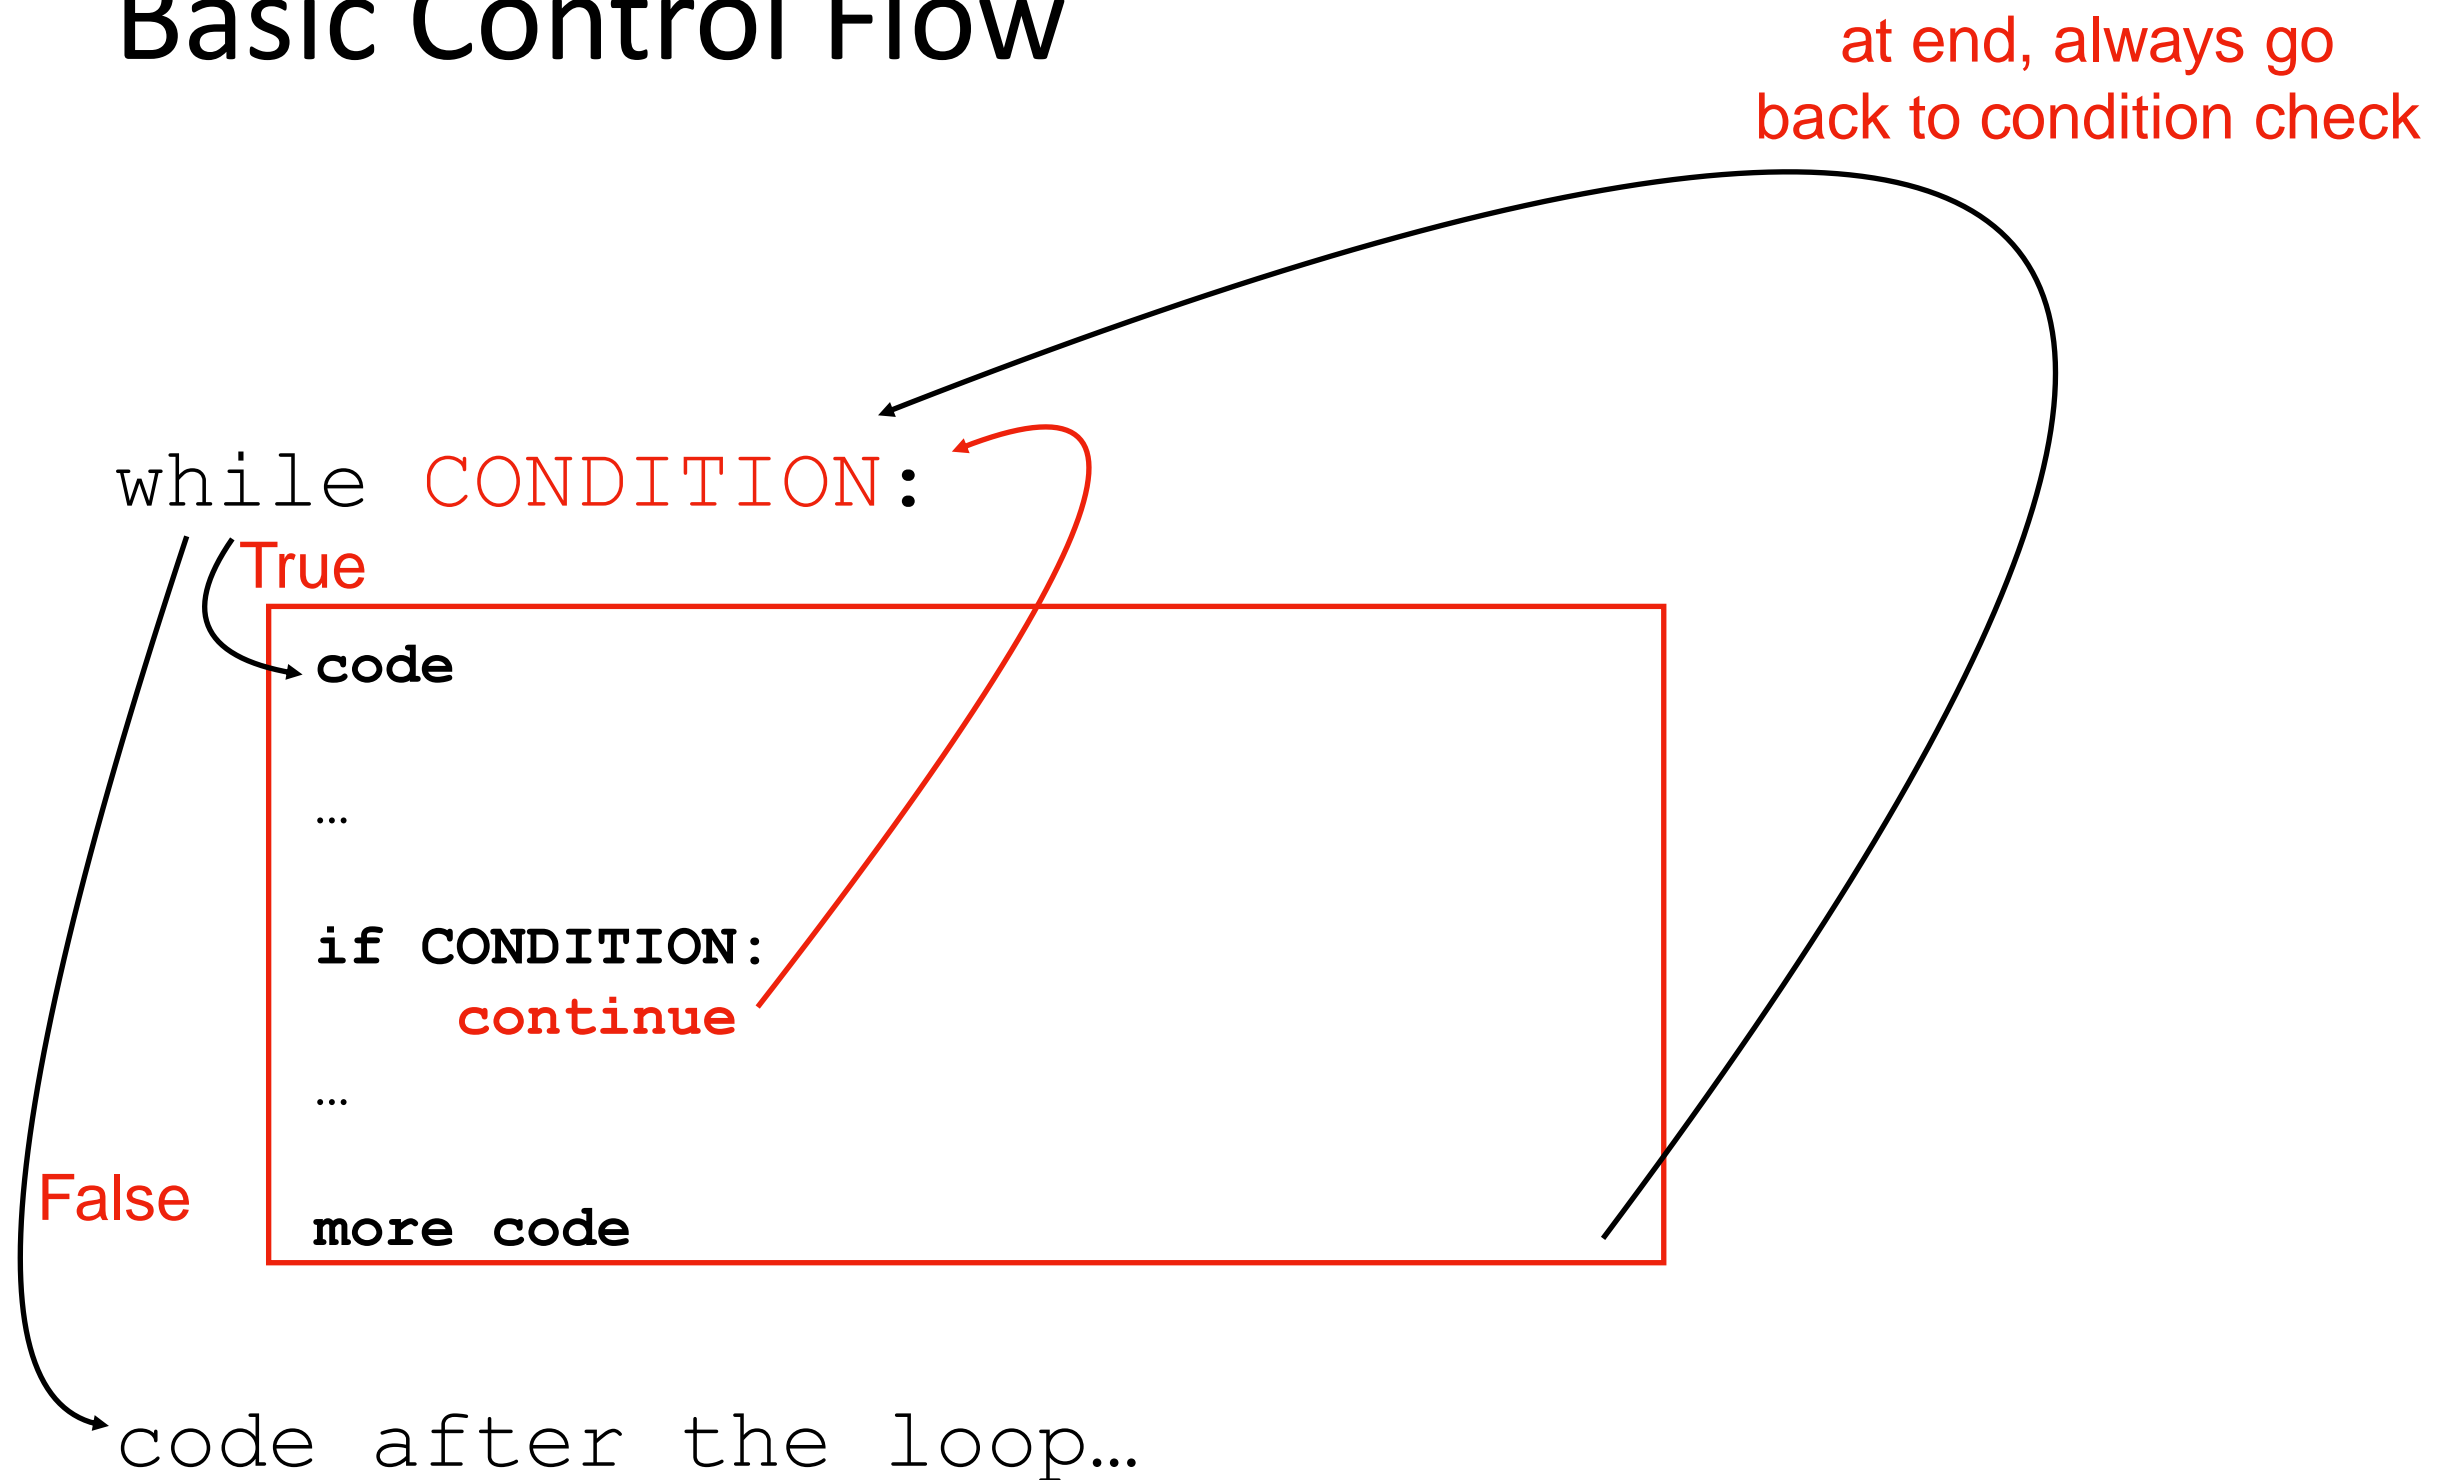 Basic Control Flow
at end, always go
back to condition check
while CONDITION:
True
code
…
if CONDITION:
continue
…
False
more code
code after the loop…